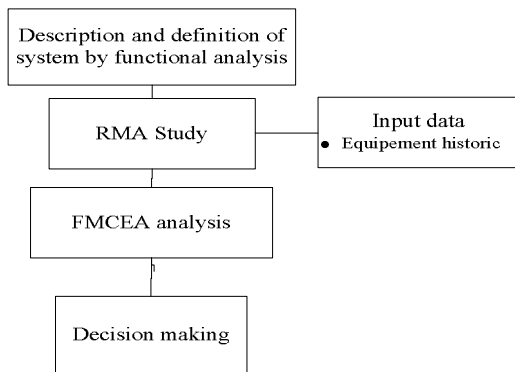 Description and definition of
system by functional analysis
RMA Study
Input data
• Equipement historic
FMCEA analysis
Decision making